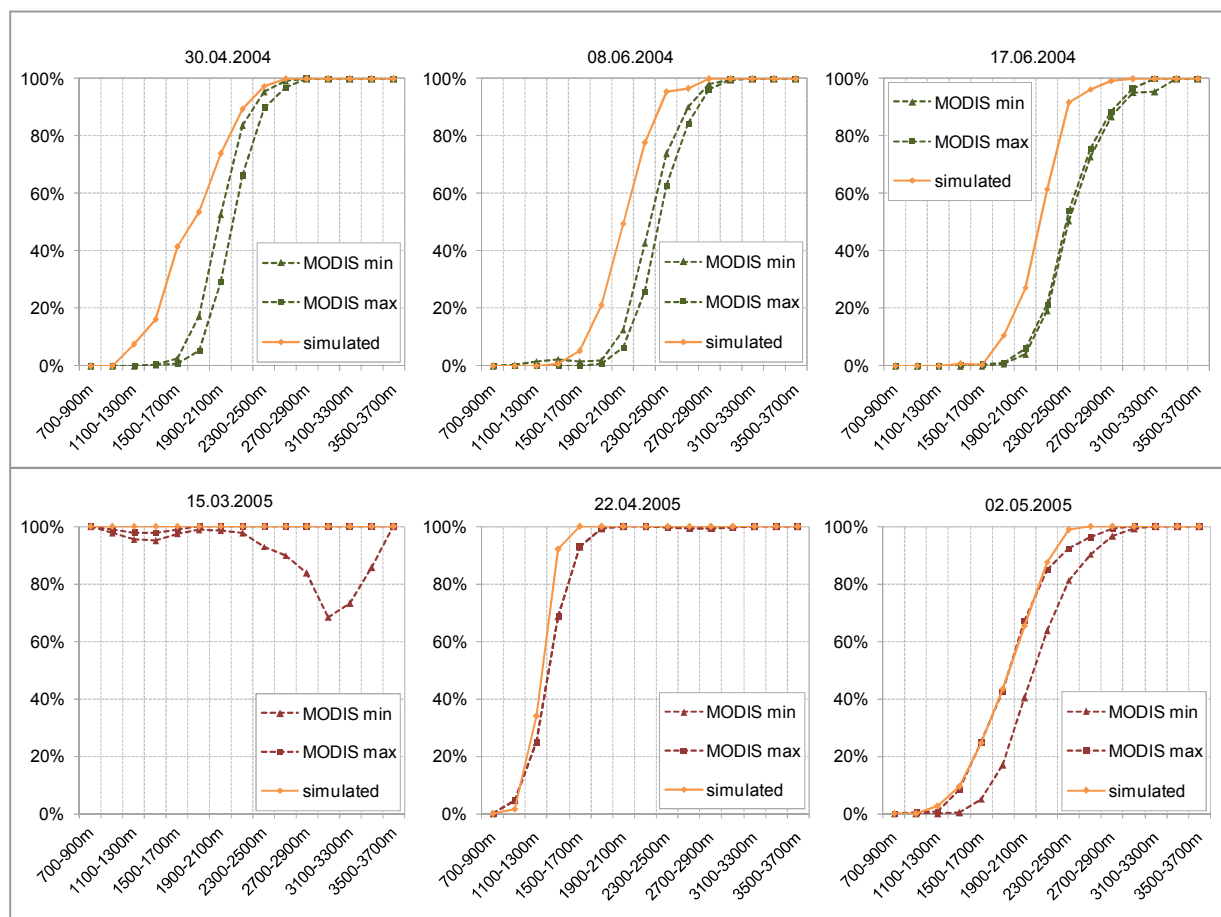 30.04.2004
100%
80%
60%
40%
20%
0%
MODIS min
MODIS max
simulated
700-900m
1100-1300m
1500-1700m
1900-2100m
2300-2500m
2700-2900m
3100-3300m
3500-3700m
08.06.2004
100%
80%
60%
40%
20%
0%
MODIS min
MODIS max
simulated
700-900m
1100-1300m
1500-1700m
1900-2100m
2300-2500m
2700-2900m
3100-3300m
3500-3700m
17.06.2004
100%
80%
60%
40%
20%
0%
MODIS min
MODIS max
simulated
700-900m
1100-1300m
1500-1700m
1900-2100m
2300-2500m
2700-2900m
3100-3300m
3500-3700m
15.03.2005
100%
80%
60%
40%
20%
0%
MODIS min
MODIS max
simulated
700-900m
1100-1300m
1500-1700m
1900-2100m
2300-2500m
2700-2900m
3100-3300m
3500-3700m
22.04.2005
100%
80%
60%
40%
20%
0%
MODIS min
MODIS max
simulated
700-900m
1100-1300m
1500-1700m
1900-2100m
2300-2500m
2700-2900m
3100-3300m
3500-3700m
02.05.2005
100%
80%
60%
40%
20%
0%
MODIS min
MODIS max
simulated
700-900m
1100-1300m
1500-1700m
1900-2100m
2300-2500m
2700-2900m
3100-3300m
3500-3700m